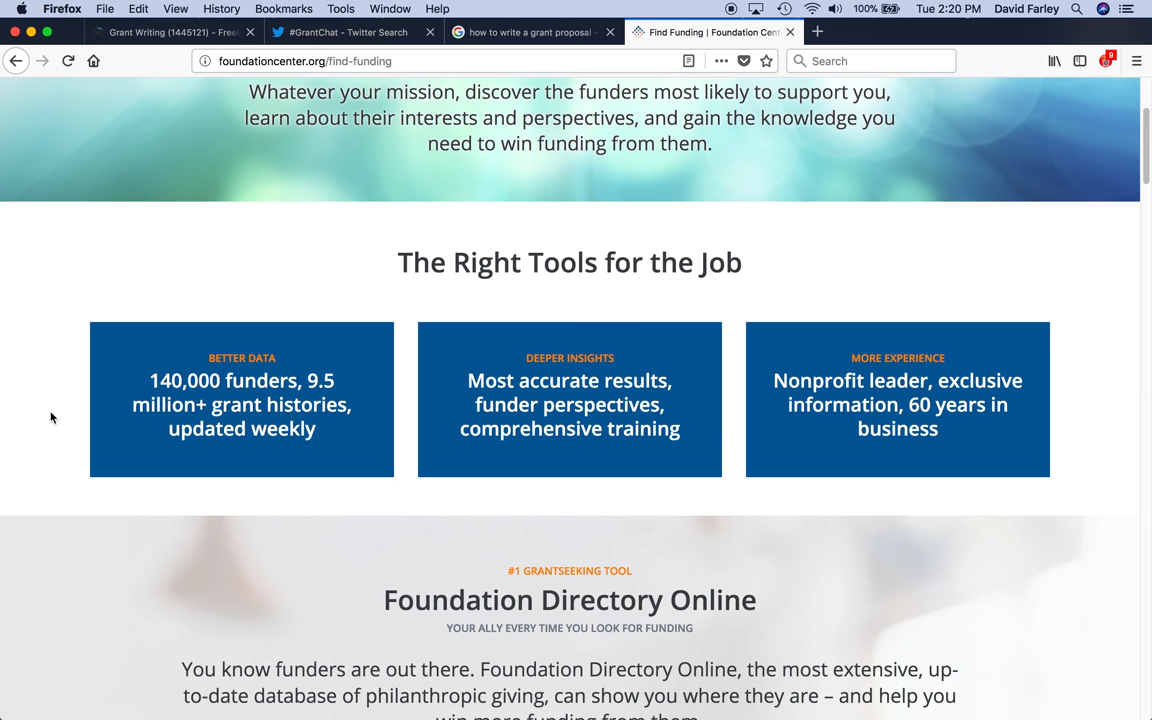 Firefox File Edit View History Bookmarks Tools Window Help 100% Tue 2:20 PM David Farley
Grant Writing (1445121) – Free #GrantChat - Twitter Search how to write a grant proposal - Find Funding | Foundation Cen
foundationcenter.org/find-funding Search 9
Whatever your mission, discover the funders most likely to support you,
learn about their interests and perspectives, and gain the knowledge you
need to win funding from them.
The Right Tools for the Job
BETTER DATA
140,000 funders, 9.5
million+ grant histories,
updated weekly
DEEPER INSIGHTS
Most accurate results,
funder perspectives,
comprehensive training
MORE EXPERIENCE
Nonprofit leader, exclusive
information, 60 years in
business
#1 GRANTSEEKING TOOL
Foundation Directory Online
YOUR ALLY EVERY TIME YOU LOOK FOR FUNDING
You know funders are out there. Foundation Directory Online, the most extensive, up-
to-date database of philanthropic giving, can show you where they are – and help you
win more funding from them.